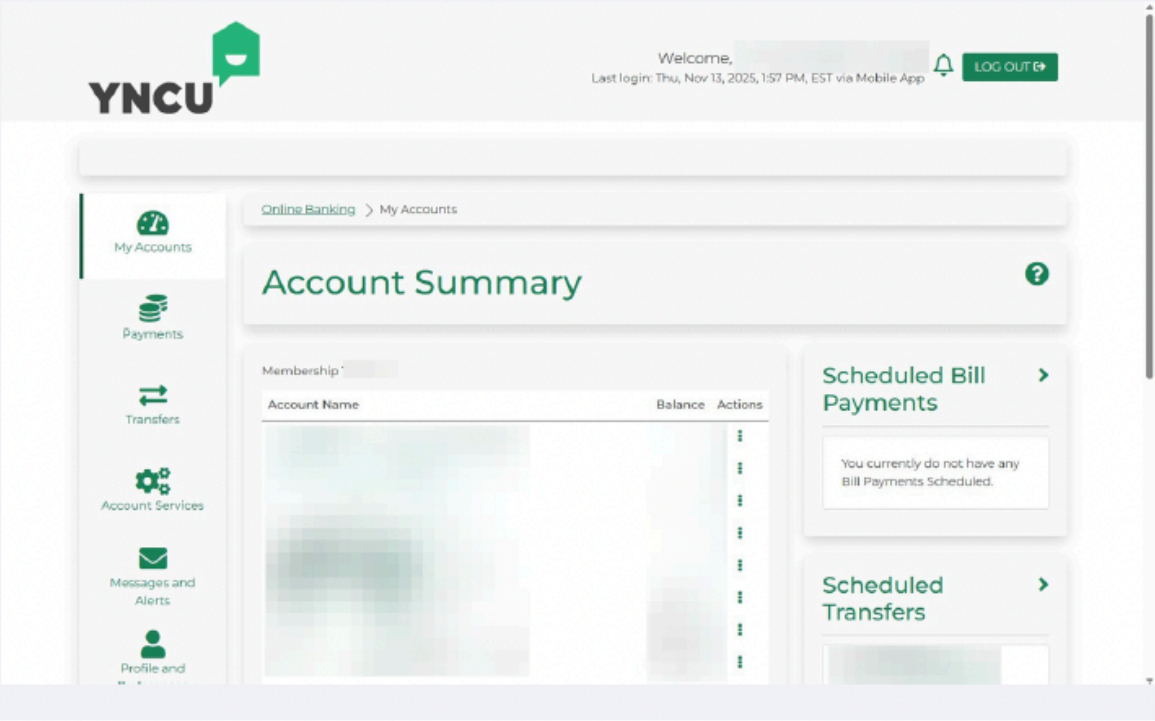 YNCU
Welcome,
Last login: Thu, Nov 13, 2025, 1:57 PM, EST via Mobile App
LOG OUT
My Accounts
Payments
Transfers
Account Services
Messages and
Alerts
Profile and
Online Banking > My Accounts
Account Summary
Membership
Account Name Balance Actions
Scheduled Bill
Payments
You currently do not have any
Bill Payments Scheduled.
Scheduled
Transfers